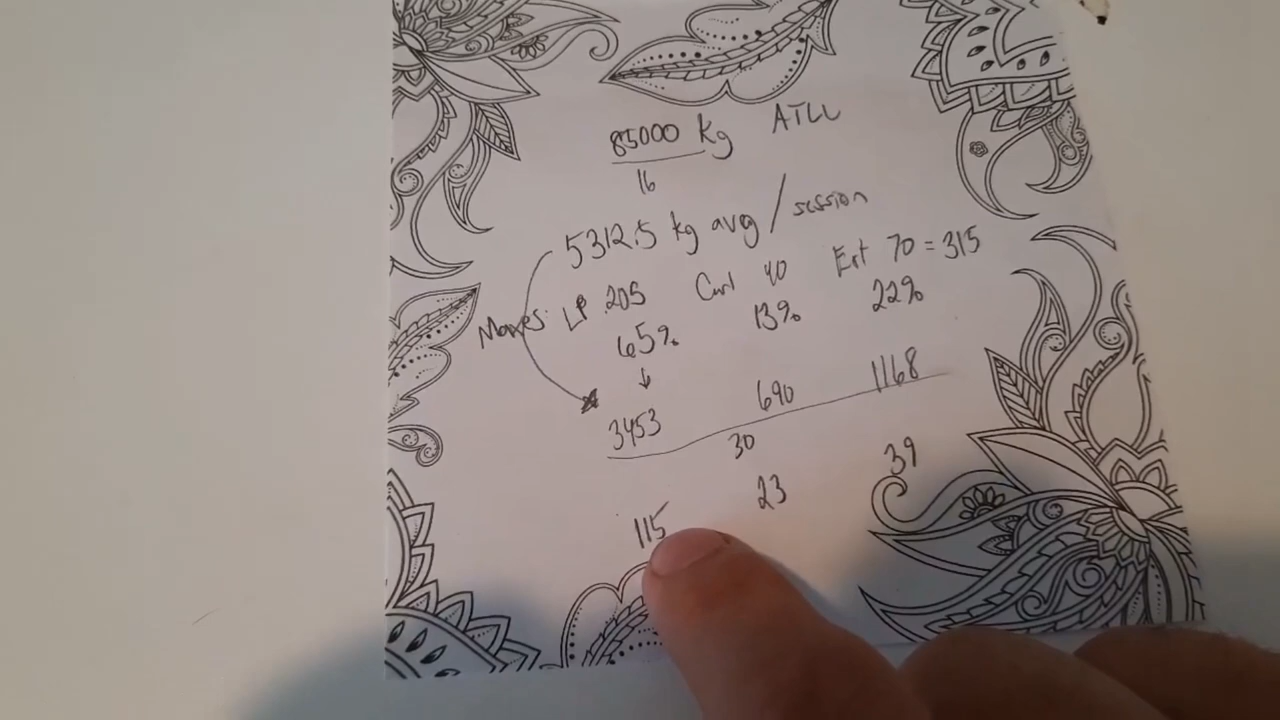 85000 kg ATLL
16
5312.5 kg avg / session
Maxes: LP 205 Curl 40 Ext 70 = 315
65% 13% 22%
3453 690 1168
30
115 23 39